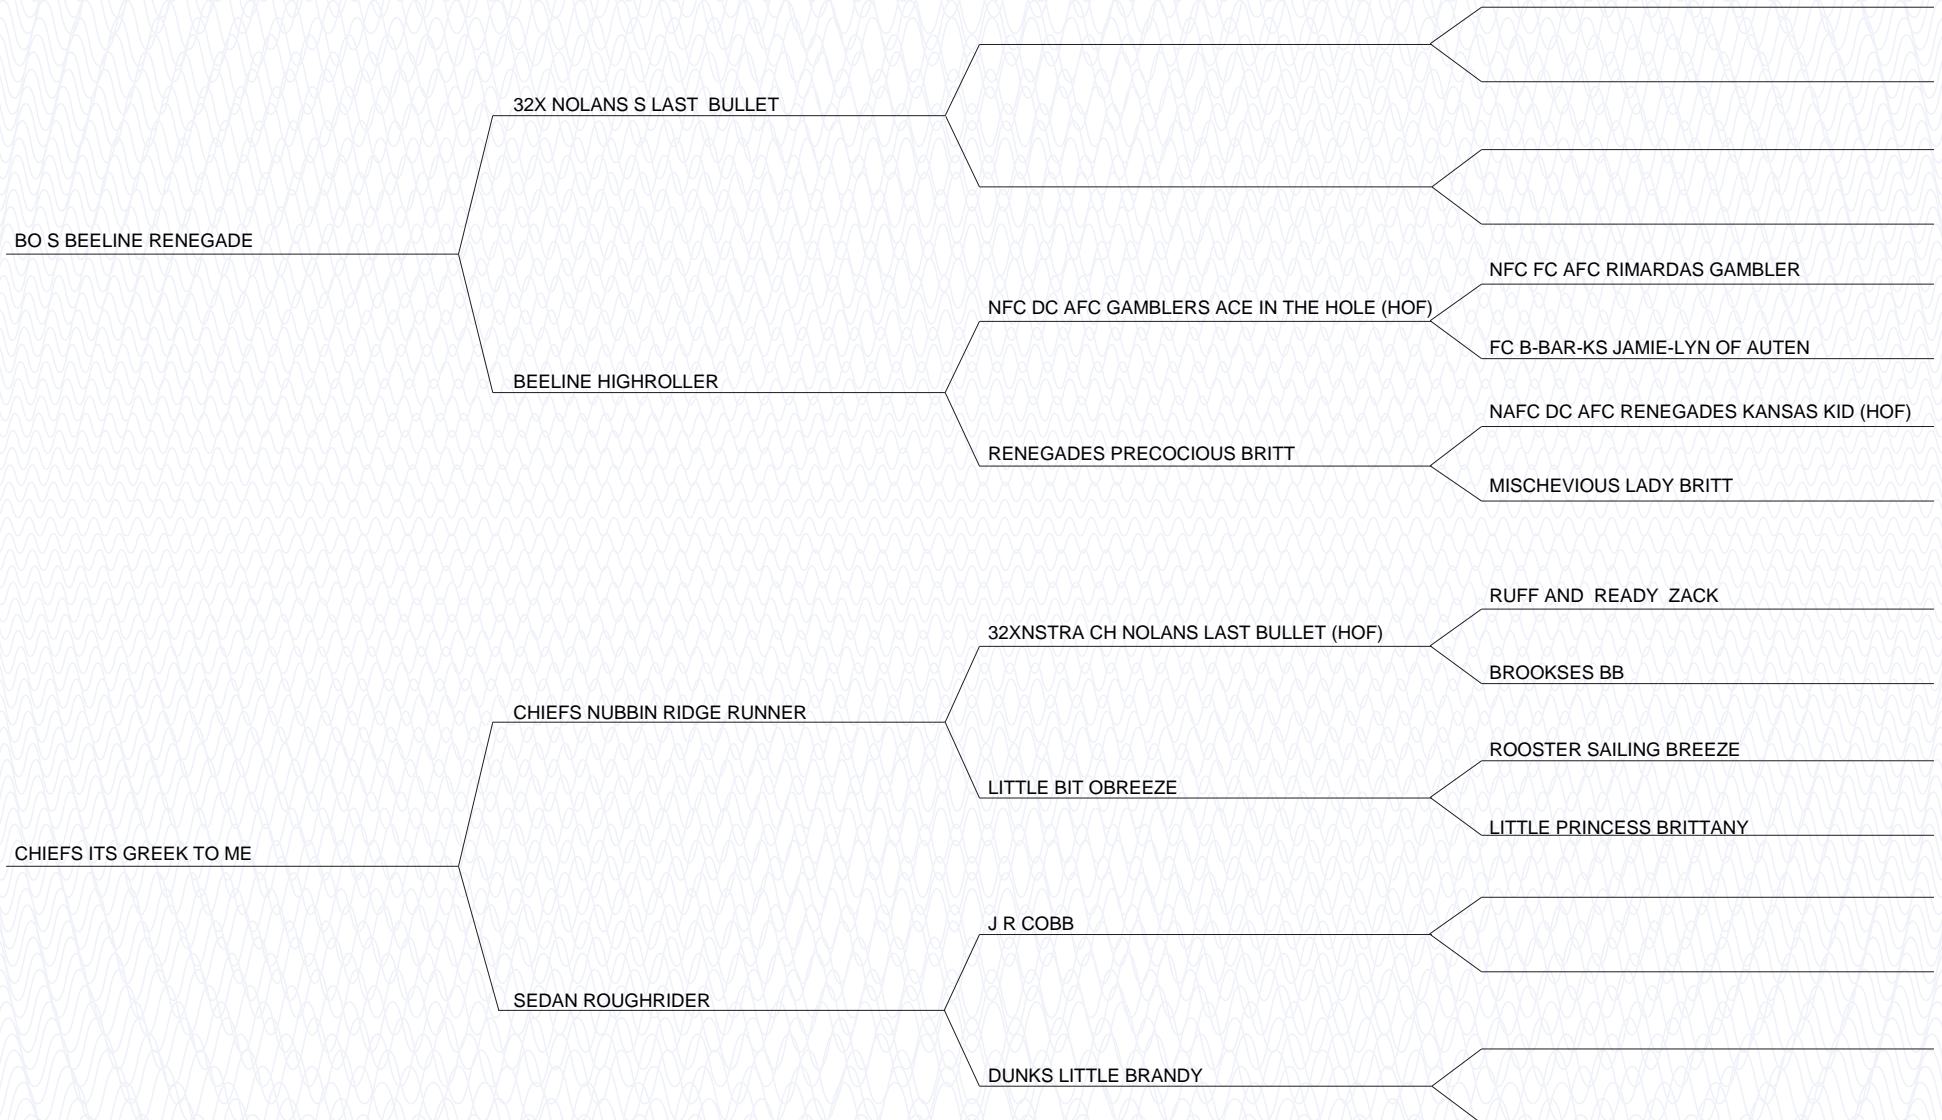 32X NOLANS S LAST  BULLET
BO S BEELINE RENEGADE
NFC FC AFC RIMARDAS GAMBLER
NFC DC AFC GAMBLERS ACE IN THE HOLE (HOF)
FC B-BAR-KS JAMIE-LYN OF AUTEN
BEELINE HIGHROLLER
NAFC DC AFC RENEGADES KANSAS KID (HOF)
RENEGADES PRECOCIOUS BRITT
MISCHEVIOUS LADY BRITT
RUFF AND  READY  ZACK
32XNSTRA CH NOLANS LAST BULLET (HOF)
BROOKSES BB
CHIEFS NUBBIN RIDGE RUNNER
ROOSTER SAILING BREEZE
LITTLE BIT OBREEZE
LITTLE PRINCESS BRITTANY
CHIEFS ITS GREEK TO ME
J R COBB
SEDAN ROUGHRIDER
DUNKS LITTLE BRANDY